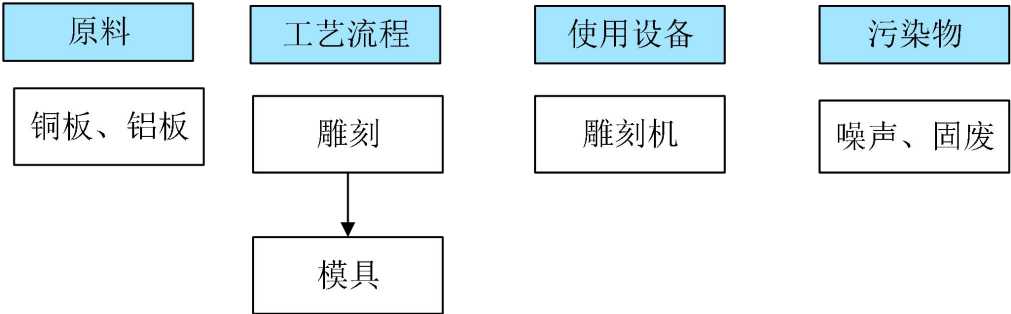 原料
工艺流程
使用设备
污染物
铜板、铝板
雕刻
雕刻机
噪声、固废
模具